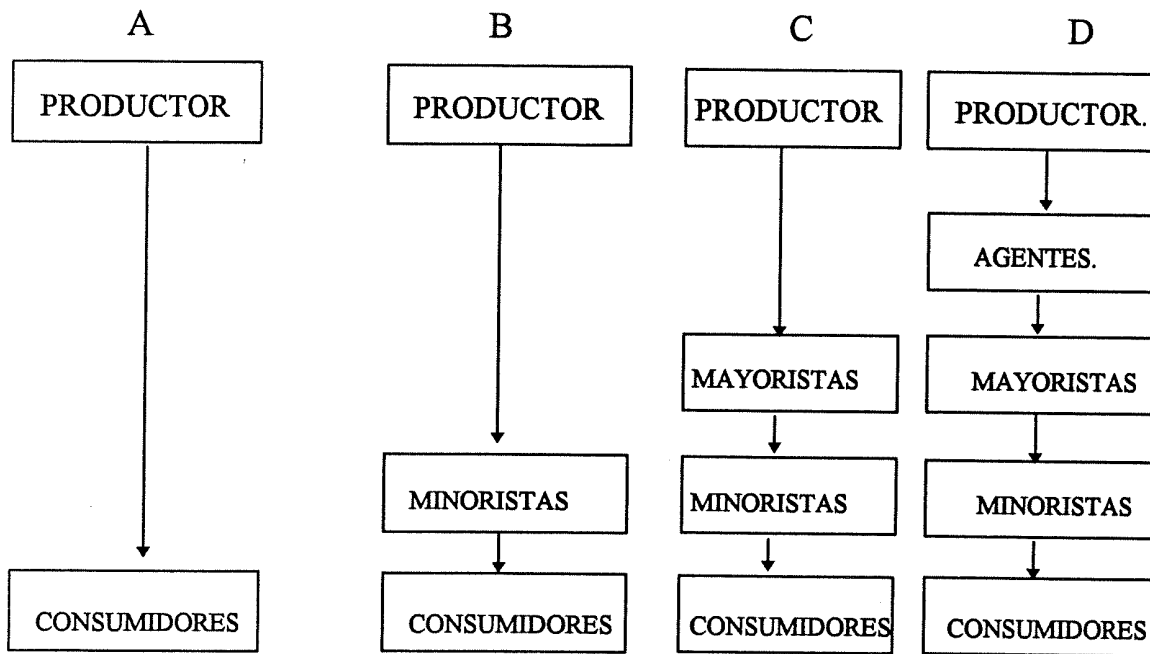 A
B
C
D
PRODUCTOR
PRODUCTOR
PRODUCTOR
PRODUCTOR.
AGENTES.
MAYORISTAS
MAYORISTAS
MINORISTAS
MINORISTAS
MINORISTAS
CONSUMIDORES
CONSUMIDORES
CONSUMIDORES
CONSUMIDORES